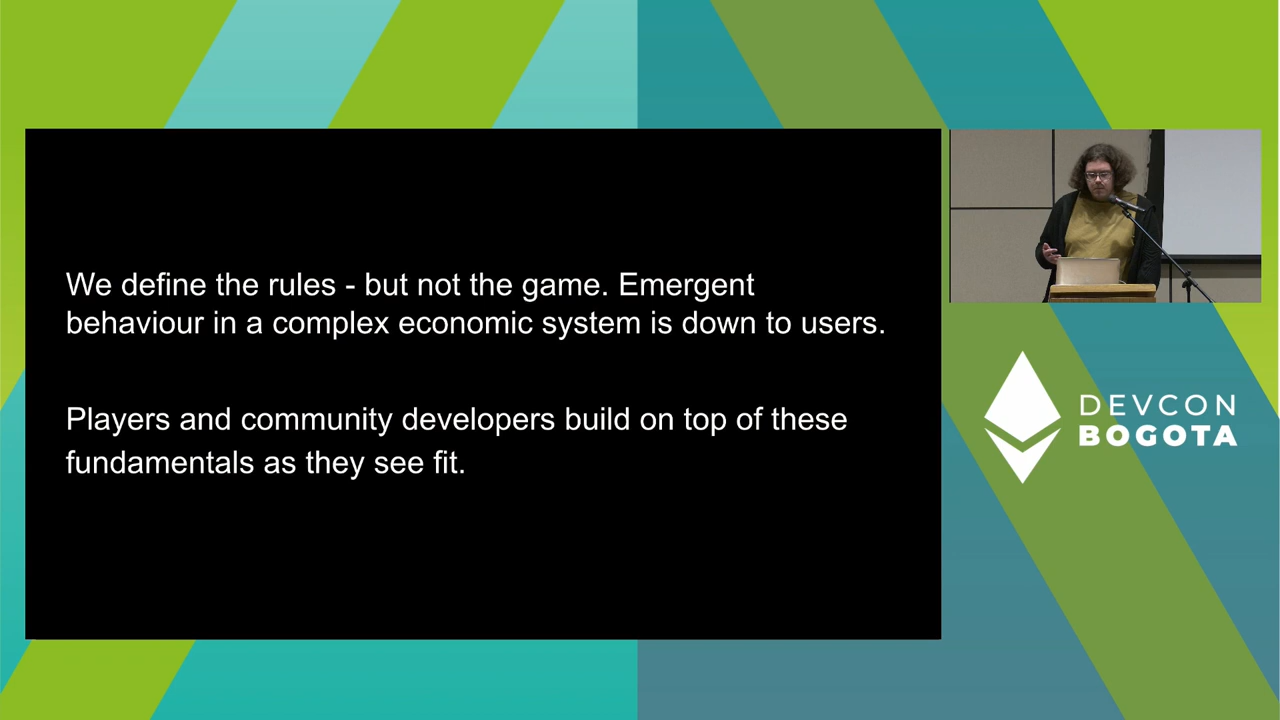 We define the rules - but not the game. Emergent
behaviour in a complex economic system is down to users.
Players and community developers build on top of these
fundamentals as they see fit.
DEVCON
BOGOTA